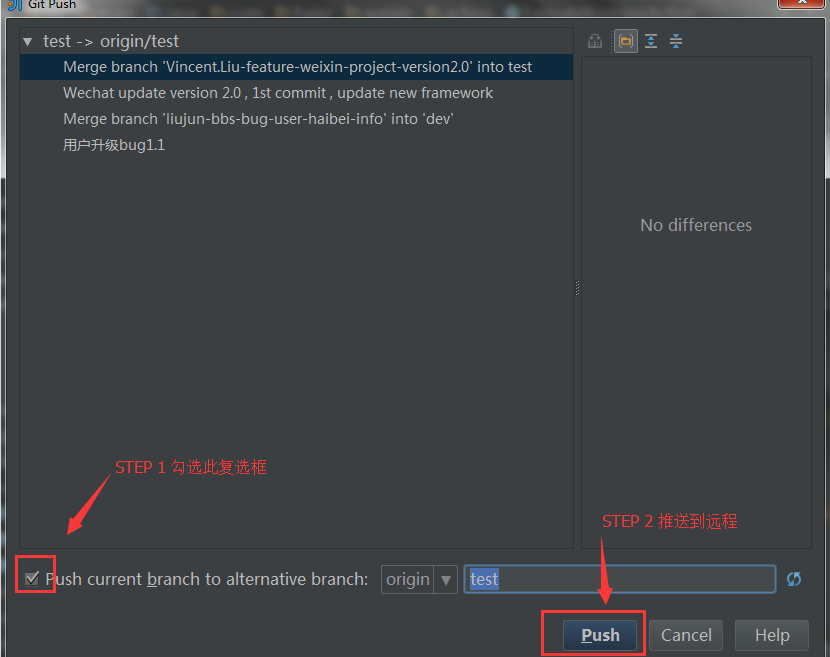 Git Push
test -> origin/test
Merge branch 'Vincent.Liu-feature-weixin-project-version2.0' into test
Wechat update version 2.0 , 1st commit , update new framework
Merge branch 'liujun-bbs-bug-user-haibei-info' into 'dev'
用户升级bug1.1
No differences
STEP 1 勾选此复选框
STEP 2 推送到远程
Push current branch to alternative branch: origin test
Push Cancel Help